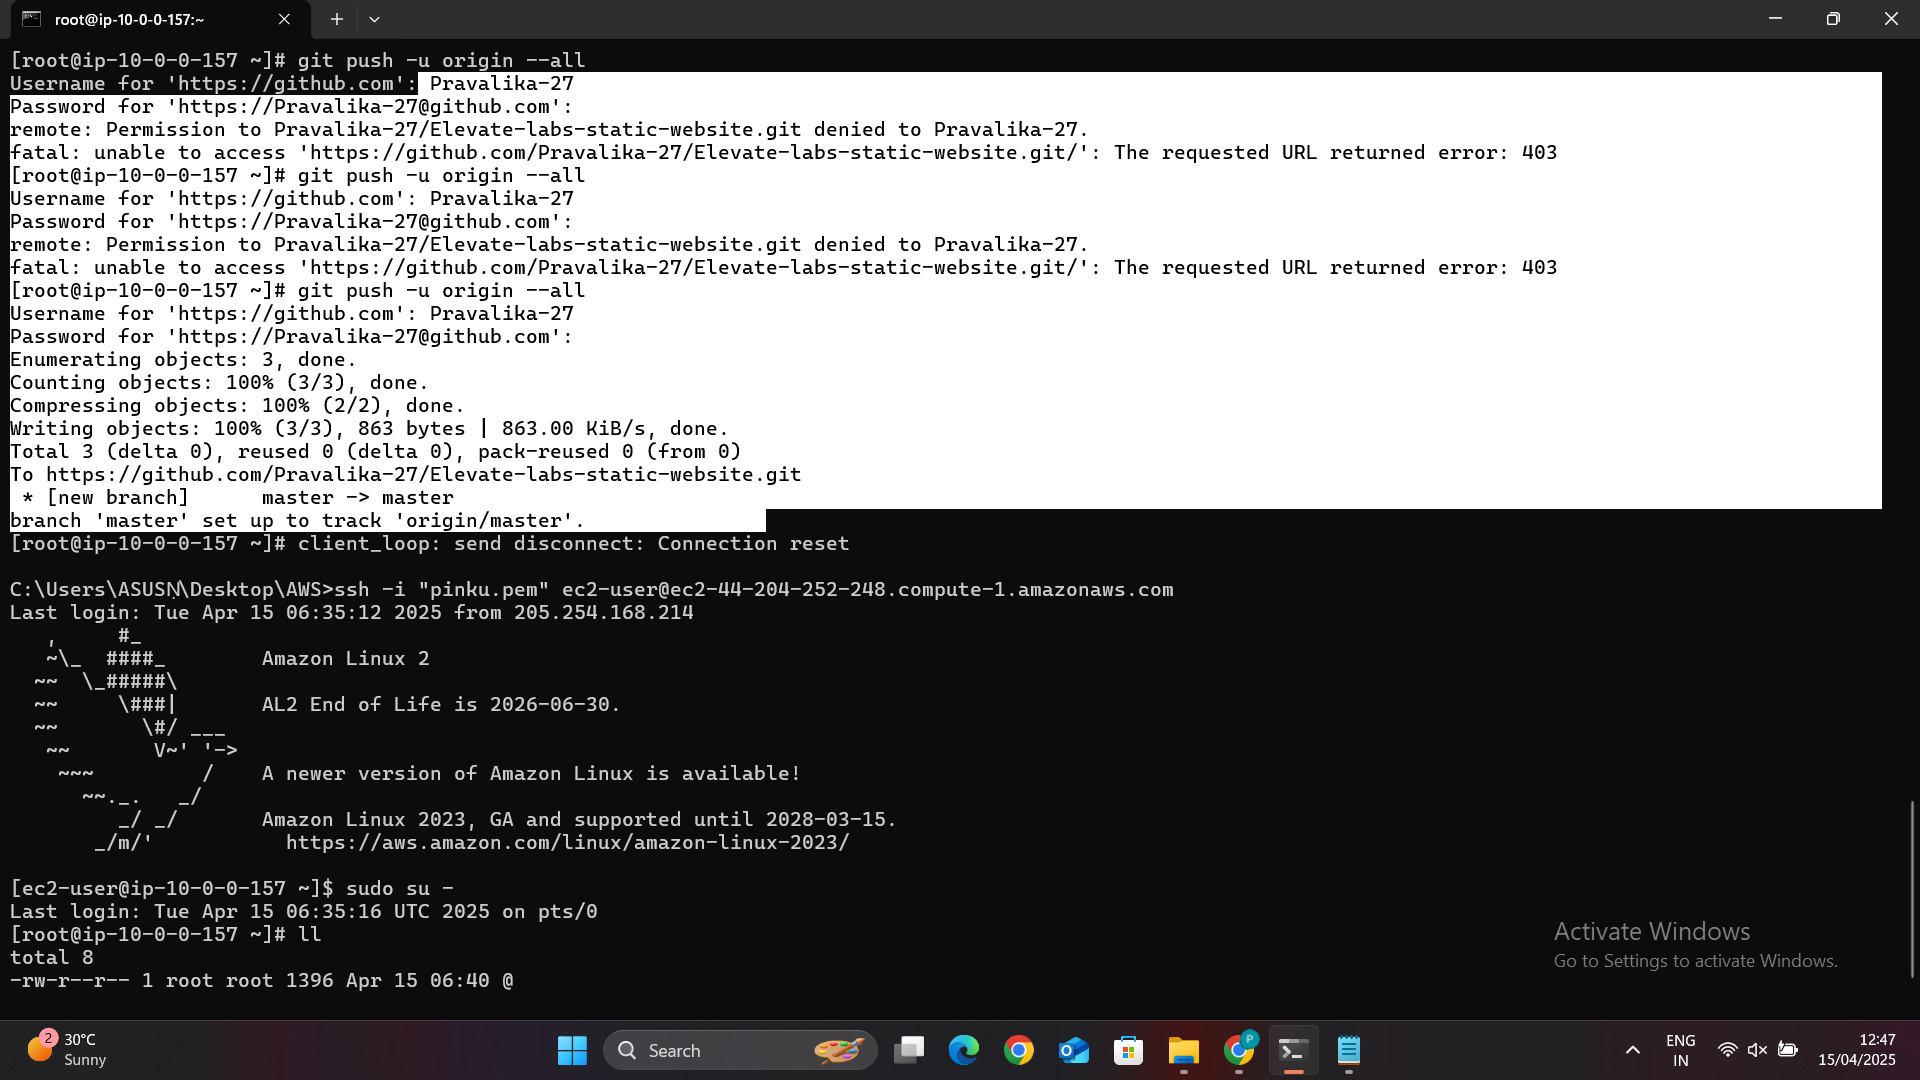 root@ip-10-0-0-157:~
[root@ip-10-0-0-157 ~]# git push -u origin --all
Username for 'https://github.com': Pravalika-27
Password for 'https://Pravalika-27@github.com':
remote: Permission to Pravalika-27/Elevate-labs-static-website.git denied to Pravalika-27.
fatal: unable to access 'https://github.com/Pravalika-27/Elevate-labs-static-website.git/': The requested URL returned error: 403
[root@ip-10-0-0-157 ~]# git push -u origin --all
Username for 'https://github.com': Pravalika-27
Password for 'https://Pravalika-27@github.com':
remote: Permission to Pravalika-27/Elevate-labs-static-website.git denied to Pravalika-27.
fatal: unable to access 'https://github.com/Pravalika-27/Elevate-labs-static-website.git/': The requested URL returned error: 403
[root@ip-10-0-0-157 ~]# git push -u origin --all
Username for 'https://github.com': Pravalika-27
Password for 'https://Pravalika-27@github.com':
Enumerating objects: 3, done.
Counting objects: 100% (3/3), done.
Compressing objects: 100% (2/2), done.
Writing objects: 100% (3/3), 863 bytes | 863.00 KiB/s, done.
Total 3 (delta 0), reused 0 (delta 0), pack-reused 0 (from 0)
To https://github.com/Pravalika-27/Elevate-labs-static-website.git
 * [new branch]      master -> master
branch 'master' set up to track 'origin/master'.
[root@ip-10-0-0-157 ~]# client_loop: send disconnect: Connection reset

C:\Users\ASUSN\Desktop\AWS>ssh -i "pinku.pem" ec2-user@ec2-44-204-252-248.compute-1.amazonaws.com
Last login: Tue Apr 15 06:35:12 2025 from 205.254.168.214
   ,     #_
   ~\_  ####_        Amazon Linux 2
  ~~  \_#####\
  ~~     \###|       AL2 End of Life is 2026-06-30.
  ~~       \#/ ___
   ~~       V~' '->
    ~~~         /    A newer version of Amazon Linux is available!
      ~~._.   _/
         _/ _/       Amazon Linux 2023, GA and supported until 2028-03-15.
       _/m/'           https://aws.amazon.com/linux/amazon-linux-2023/

[ec2-user@ip-10-0-0-157 ~]$ sudo su -
Last login: Tue Apr 15 06:35:16 UTC 2025 on pts/0
[root@ip-10-0-0-157 ~]# ll
total 8
-rw-r--r-- 1 root root 1396 Apr 15 06:40 @
Activate Windows
Go to Settings to activate Windows.
2
30°C
Sunny
Search
P
ENG
IN
12:47
15/04/2025